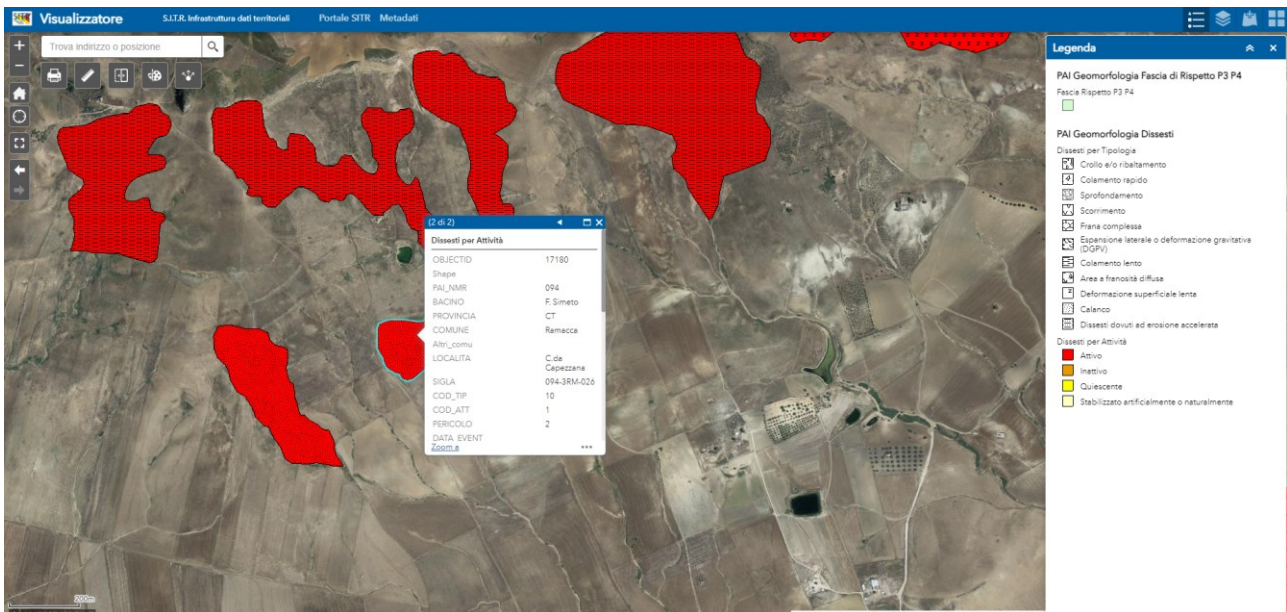 Visualizzatore S.I.T.R. Infrastruttura dati territoriali Portale SITR Metadati
Trova indirizzo o posizione
(2 di 2)
Dissesti per Attività
OBJECTID 17180
Shape
PAI_NMR 094
BACINO F. Simeto
PROVINCIA CT
COMUNE Ramacca
Altri_comu
LOCALITA C.da
Capezzana
SIGLA 094-3RM-026
COD_TIP 10
COD_ATT 1
PERICOLO 2
DATA_EVENT
Zoom a
200m
Legenda
PAI Geomorfologia Fascia di Rispetto P3 P4
Fascia Rispetto P3 P4
PAI Geomorfologia Dissesti
Dissesti per Tipologia
Crollo e/o ribaltamento
Colamento rapido
Sprofondamento
Scorrimento
Frana complessa
Espansione laterale o deformazione gravitativa
(DGPV)
Colamento lento
Area a franosità diffusa
Deformazione superficiale lenta
Calanco
Dissesti dovuti ad erosione accelerata
Dissesti per Attività
Attivo
Inattivo
Quiescente
Stabilizzato artificialmente o naturalmente